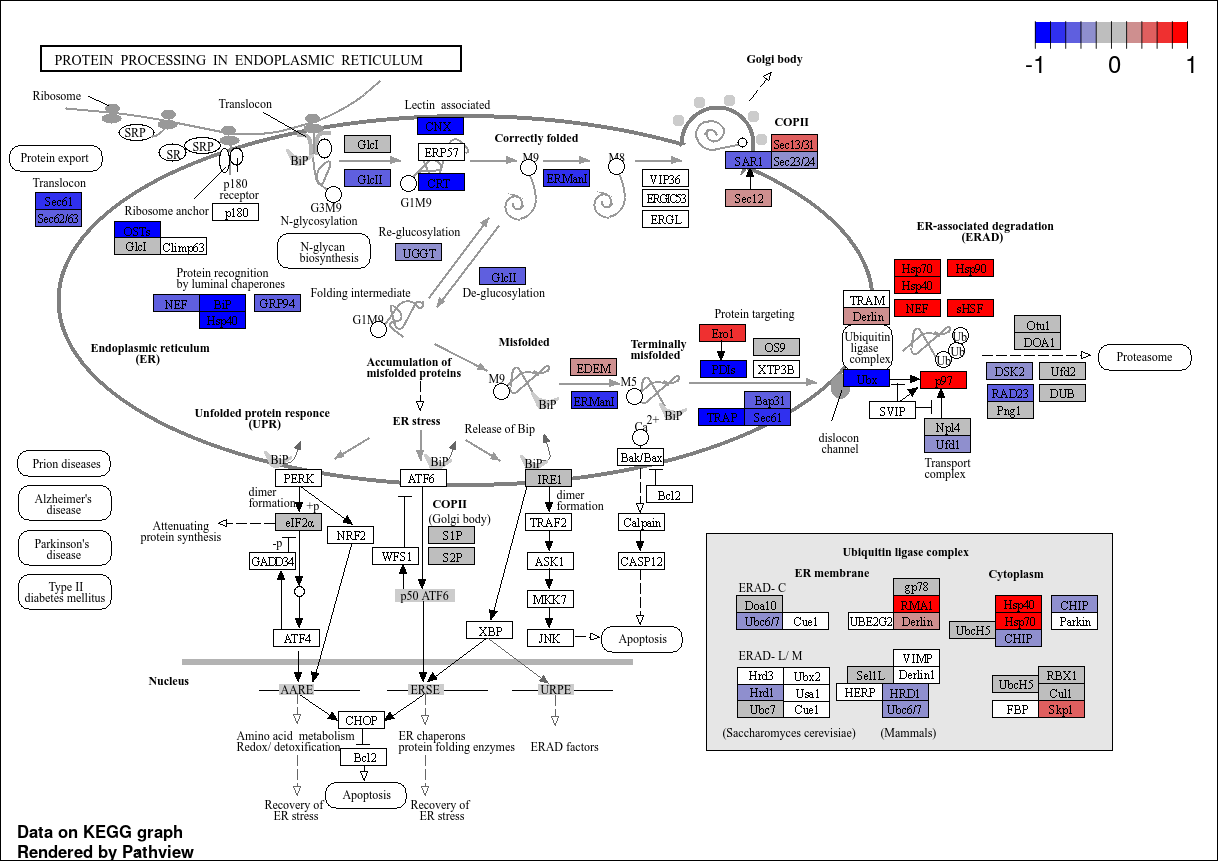 PROTEIN PROCESSING IN ENDOPLASMIC RETICULUM
-1 0 1
Golgi body
Ribosome
Translocon
Lectin associated
COPII
SRP
SR
SRP
Protein export
BiP
GlcI
GlcII
CNX
ERP57
Correctly folded
M9
M8
ERManI
VIP36
ERGIC53
ERGL
Sec13/31
SAR1
Sec23/24
Sec12
Translocon
Sec61
Sec62/63
p180
receptor
p180
Ribosome anchor
GlcI
Climp63
G3M9
N-glycosylation
G1M9
N-glycan
biosynthesis
Re-glucosylation
UGGT
GlcII
De-glucosylation
ER-associated degradation
(ERAD)
Hsp70
Hsp90
Hsp40
NEF
sHSF
Protein recognition
by luminal chaperones
NEF
BiP
GRP94
Hsp40
Folding intermediate
G1M9
Endoplasmic reticulum
(ER)
Accumulation of
misfolded proteins
Misfolded
M9
BiP
EDEM
ERManI
Terminally
misfolded
M5
BiP
Protein targeting
Ero1
OS9
PDIs
XTP3B
Bap31
TRAP
Sec61
TRAM
Derlin
Ubiquitin
ligase
complex
Ub
Ub
Ub
Ubx
p97
SVIP
Npl4
Ufd1
Transport
complex
dislocon
channel
Otu1
DOA1
DSK2
Ufd2
RAD23
DUB
Png1
Proteasome
Unfolded protein responce
(UPR)
ER stress
Release of Bip
Ca2+
Bak/Bax
Bcl2
Calpain
CASP12
Apoptosis
Prion diseases
Alzheimer's
disease
Parkinson's
disease
Type II
diabetes mellitus
BiP
PERK
dimer
formation
+p
eIF2α
Attenuating
protein synthesis
-p
GADD34
NRF2
ATF4
BiP
ATF6
COPII
(Golgi body)
S1P
S2P
WFS1
p50 ATF6
BiP
IRE1
dimer
formation
TRAF2
ASK1
MKK7
JNK
XBP
Nucleus
AARE
ERSE
URPE
CHOP
Amino acid metabolism
Redox/ detoxification
Bcl2
ER chaperons
protein folding enzymes
ERAD factors
Apoptosis
Recovery of
ER stress
Recovery of
ER stress
Ubiquitin ligase complex
ER membrane
Cytoplasm
ERAD- C
Doa10
Ubc6/7
Cue1
gp78
RMA1
UBE2G2
Derlin
Hsp40
UbcH5
Hsp70
CHIP
CHIP
Parkin
ERAD- L/ M
Hrd3
Ubx2
Hrd1
Usa1
Ubc7
Cue1
VIMP
Sel1L
Derlin1
HERP
HRD1
Ubc6/7
UbcH5
RBX1
Cul1
FBP
Skp1
(Saccharomyces cerevisiae)
(Mammals)
Data on KEGG graph
Rendered by Pathview